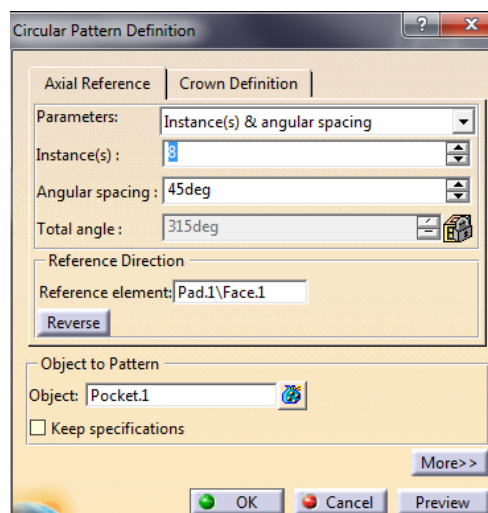 Circular Pattern Definition
Axial Reference Crown Definition
Parameters: Instance(s) & angular spacing
Instance(s) : 8
Angular spacing : 45deg
Total angle : 315deg
Reference Direction
Reference element: Pad.1\Face.1
Reverse
Object to Pattern
Object: Pocket.1
Keep specifications
More>>
OK Cancel Preview